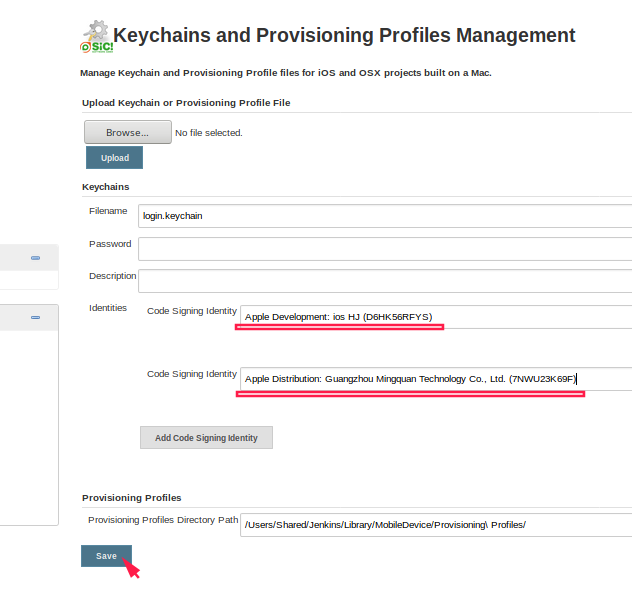 SiC!
Keychains and Provisioning Profiles Management
Manage Keychain and Provisioning Profile files for iOS and OSX projects built on a Mac.
Upload Keychain or Provisioning Profile File
Browse... No file selected.
Upload
Keychains
Filename login.keychain
Password
Description
Identities Code Signing Identity Apple Development: ios HJ (D6HK56RFYS)
Code Signing Identity Apple Distribution: Guangzhou Mingquan Technology Co., Ltd. (7NWU23K69F)
Add Code Signing Identity
Provisioning Profiles
Provisioning Profiles Directory Path /Users/Shared/Jenkins/Library/MobileDevice/Provisioning\ Profiles/
Save